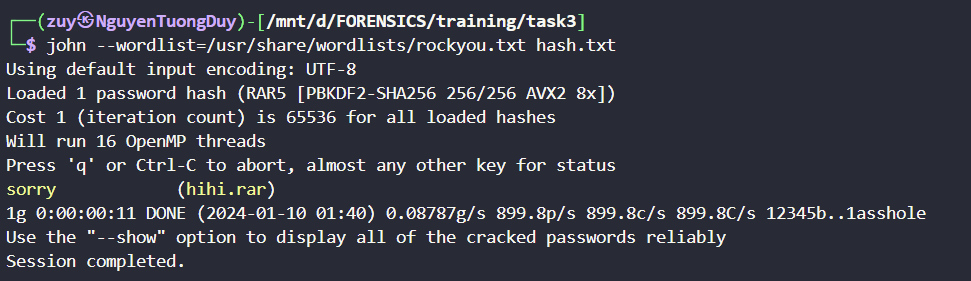 ┌──(zuy㉿NguyenTuongDuy)-[/mnt/d/FORENSICS/training/task3]
└─$ john --wordlist=/usr/share/wordlists/rockyou.txt hash.txt
Using default input encoding: UTF-8
Loaded 1 password hash (RAR5 [PBKDF2-SHA256 256/256 AVX2 8x])
Cost 1 (iteration count) is 65536 for all loaded hashes
Will run 16 OpenMP threads
Press 'q' or Ctrl-C to abort, almost any other key for status
sorry            (hihi.rar)
1g 0:00:00:11 DONE (2024-01-10 01:40) 0.08787g/s 899.8p/s 899.8c/s 899.8C/s 12345b..1asshole
Use the "--show" option to display all of the cracked passwords reliably
Session completed.